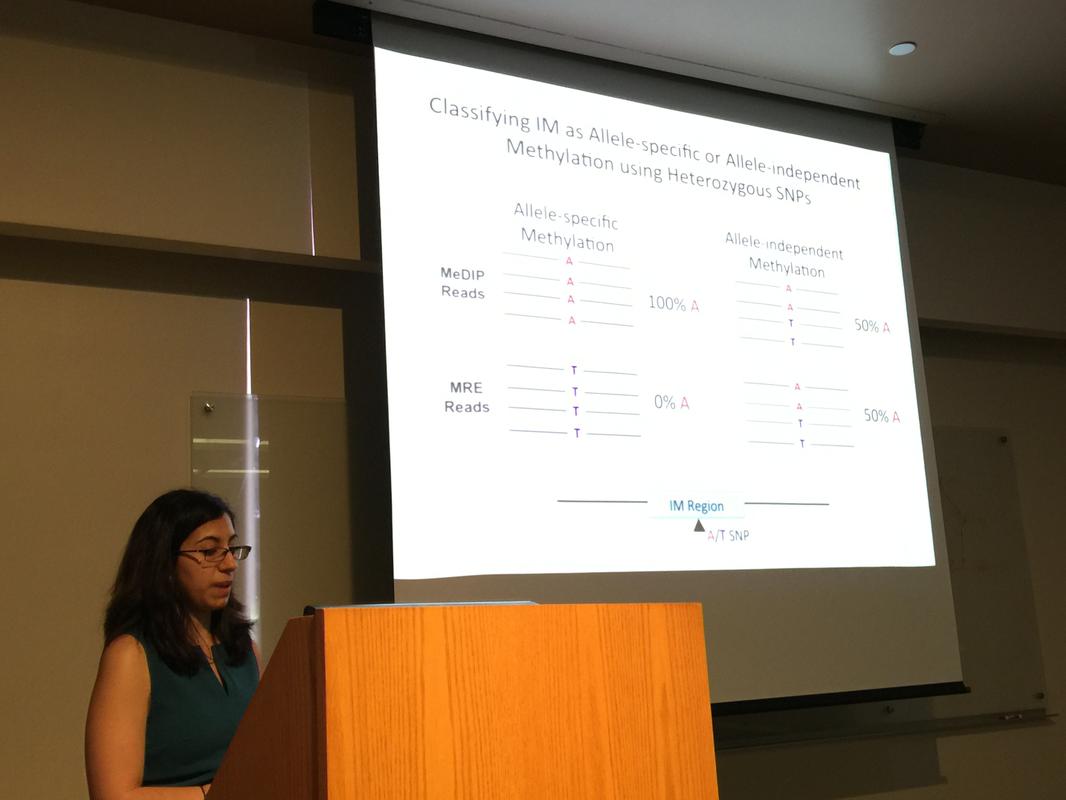 Classifying IM as Allele-specific or Allele-independent
Methylation using Heterozygous SNPs
Allele-specific
Methylation
MeDIP
Reads
A
A
A
A
100% A
MRE
Reads
T
T
T
T
0% A
Allele-independent
Methylation
A
A
T
T
50% A
A
A
T
T
50% A
IM Region
A/T SNP